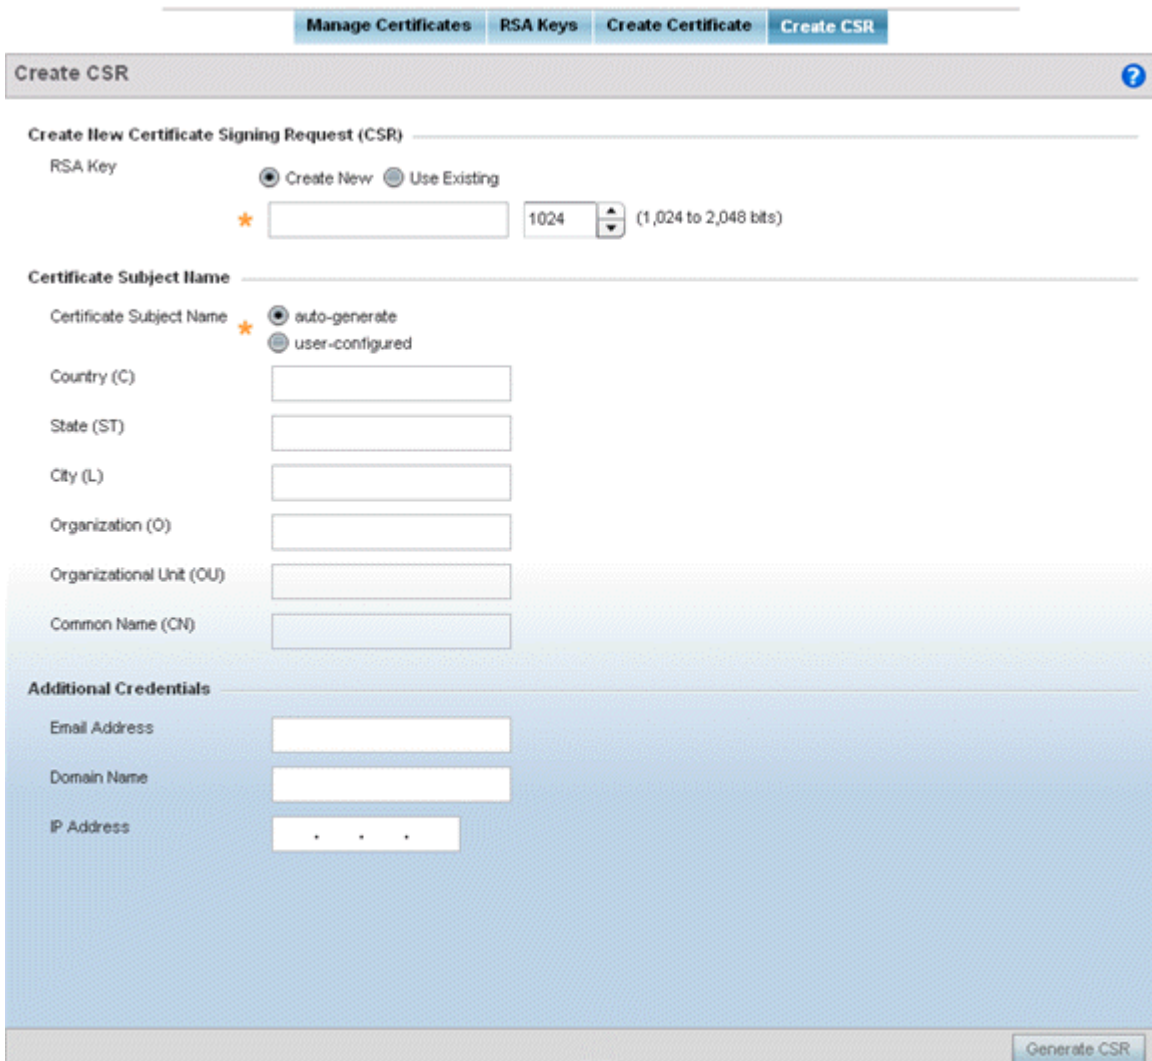 Manage Certificates RSA Keys Create Certificate Create CSR
Create CSR ?
Create New Certificate Signing Request (CSR)
RSA Key
Create New Use Existing
* 1024 (1,024 to 2,048 bits)
Certificate Subject Name
Certificate Subject Name * auto-generate
user-configured
Country (C)
State (ST)
City (L)
Organization (O)
Organizational Unit (OU)
Common Name (CN)
Additional Credentials
Email Address
Domain Name
IP Address . . .
Generate CSR